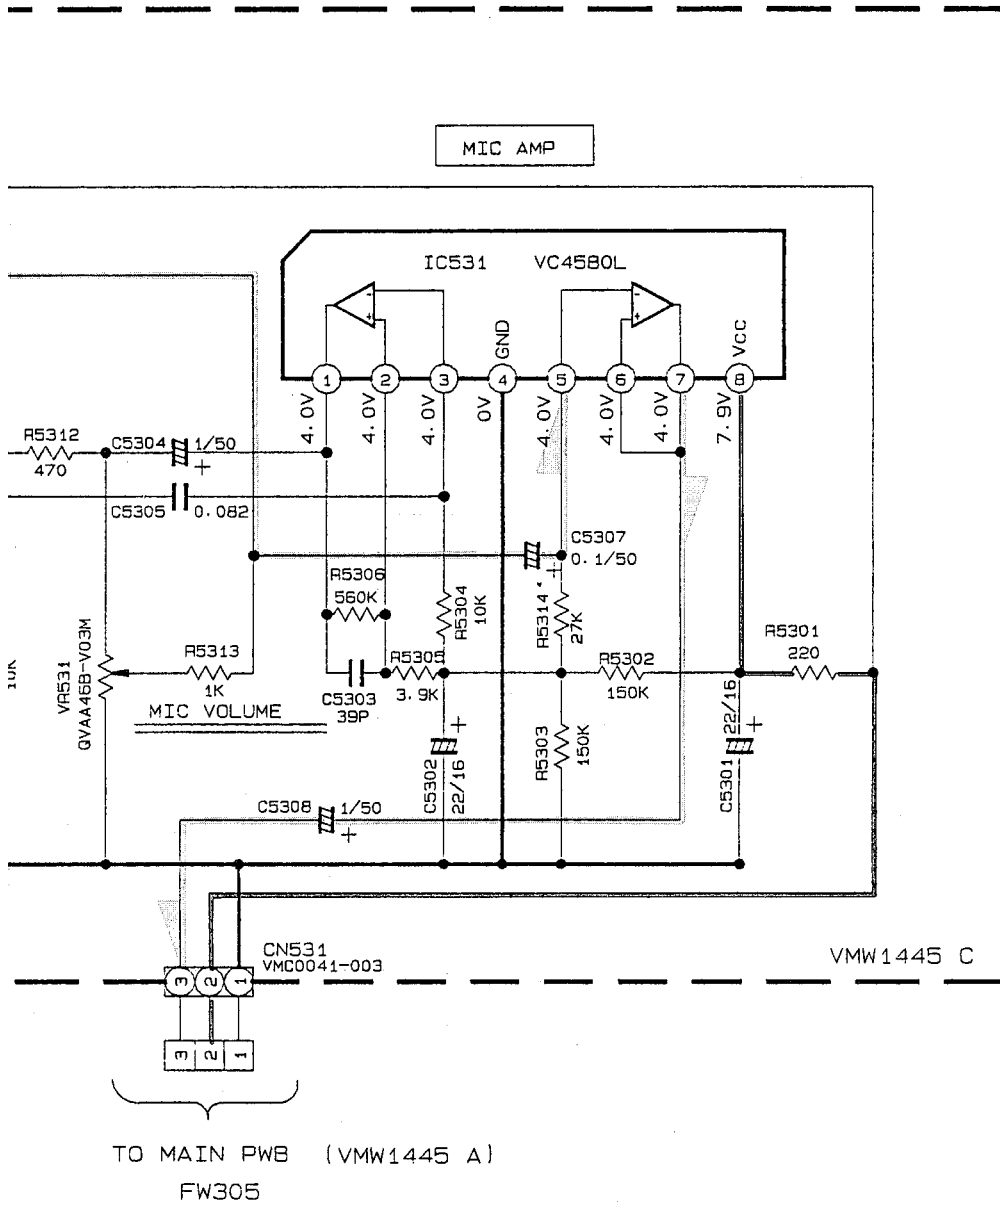 MIC AMP
IC531 VC4580L
GND
VCC
1 2 3 4 5 6 7 8
4.0V
4.0V
4.0V
0V
4.0V
4.0V
4.0V
7.9V
R5312
470
C5304
1/50
+
C5305
0.082
C5307
0.1/50
+
R5306
560K
R5304
10K
R5314
27K
R5301
220
VR531
QVAA46B-V03M
R5313
1K
MIC VOLUME
R5305
3.9K
C5303
39P
R5302
150K
R5303
150K
C5302
22/16
+
C5301
22/16
+
C5308
1/50
+
CN531
VMC0041-003
VMW1445 C
3 2 1
3 2 1
TO MAIN PWB (VMW1445 A)
FW305